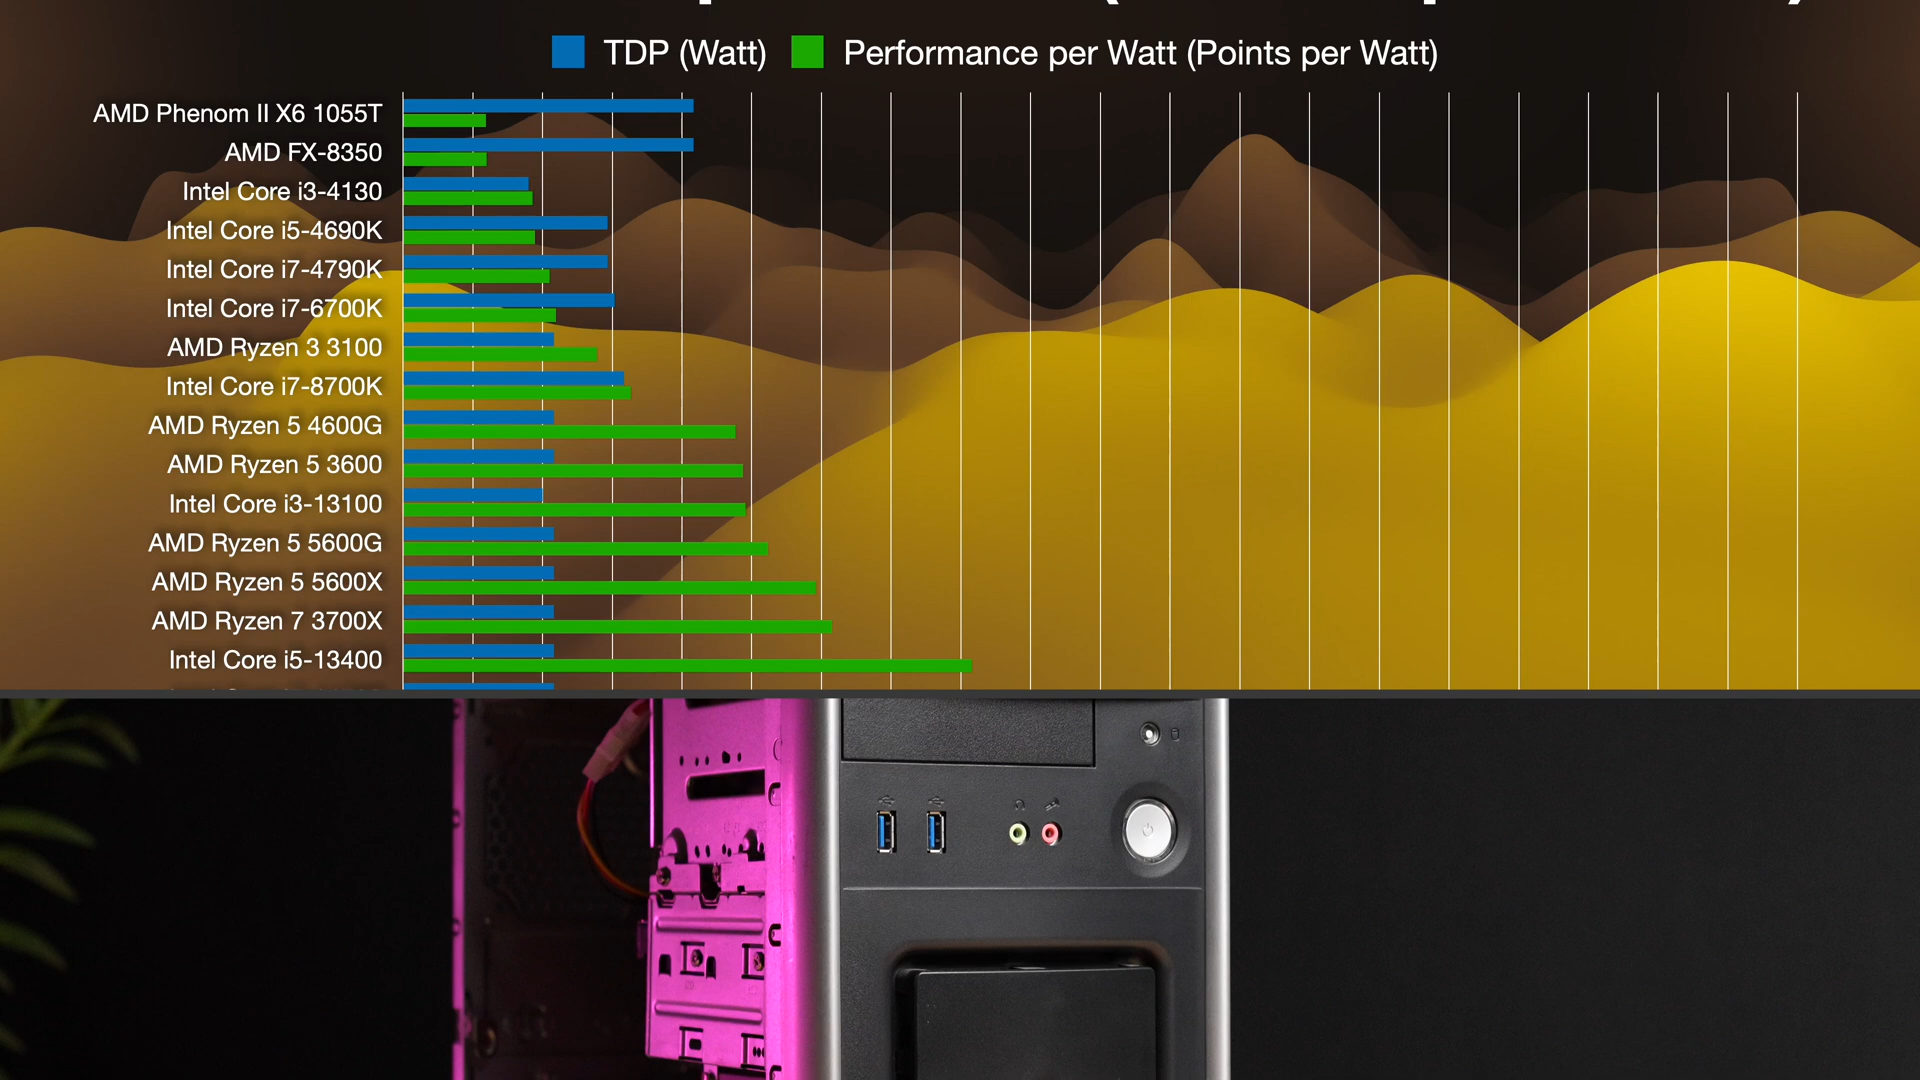 TDP (Watt) Performance per Watt (Points per Watt)
AMD Phenom II X6 1055T
AMD FX-8350
Intel Core i3-4130
Intel Core i5-4690K
Intel Core i7-4790K
Intel Core i7-6700K
AMD Ryzen 3 3100
Intel Core i7-8700K
AMD Ryzen 5 4600G
AMD Ryzen 5 3600
Intel Core i3-13100
AMD Ryzen 5 5600G
AMD Ryzen 5 5600X
AMD Ryzen 7 3700X
Intel Core i5-13400